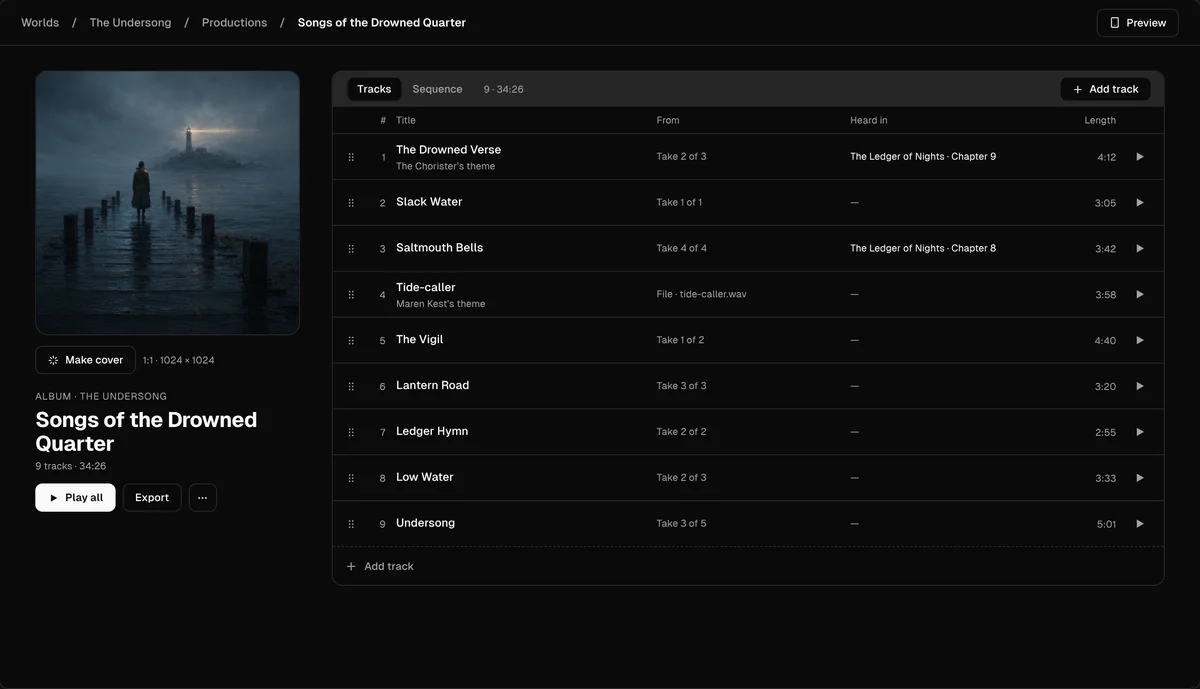 Worlds / The Undersong / Productions / Songs of the Drowned Quarter
Preview
Make cover 1:1 · 1024 × 1024
ALBUM · THE UNDERSONG
Songs of the Drowned
Quarter
9 tracks · 34:26
Play all Export ···
Tracks Sequence 9 · 34:26 + Add track
# Title From Heard in Length
1 The Drowned Verse Take 2 of 3 The Ledger of Nights · Chapter 9 4:12
The Chorister's theme
2 Slack Water Take 1 of 1 — 3:05
3 Saltmouth Bells Take 4 of 4 The Ledger of Nights · Chapter 8 3:42
4 Tide-caller File · tide-caller.wav — 3:58
Maren Kest's theme
5 The Vigil Take 1 of 2 — 4:40
6 Lantern Road Take 3 of 3 — 3:20
7 Ledger Hymn Take 2 of 2 — 2:55
8 Low Water Take 2 of 3 — 3:33
9 Undersong Take 3 of 5 — 5:01
+ Add track